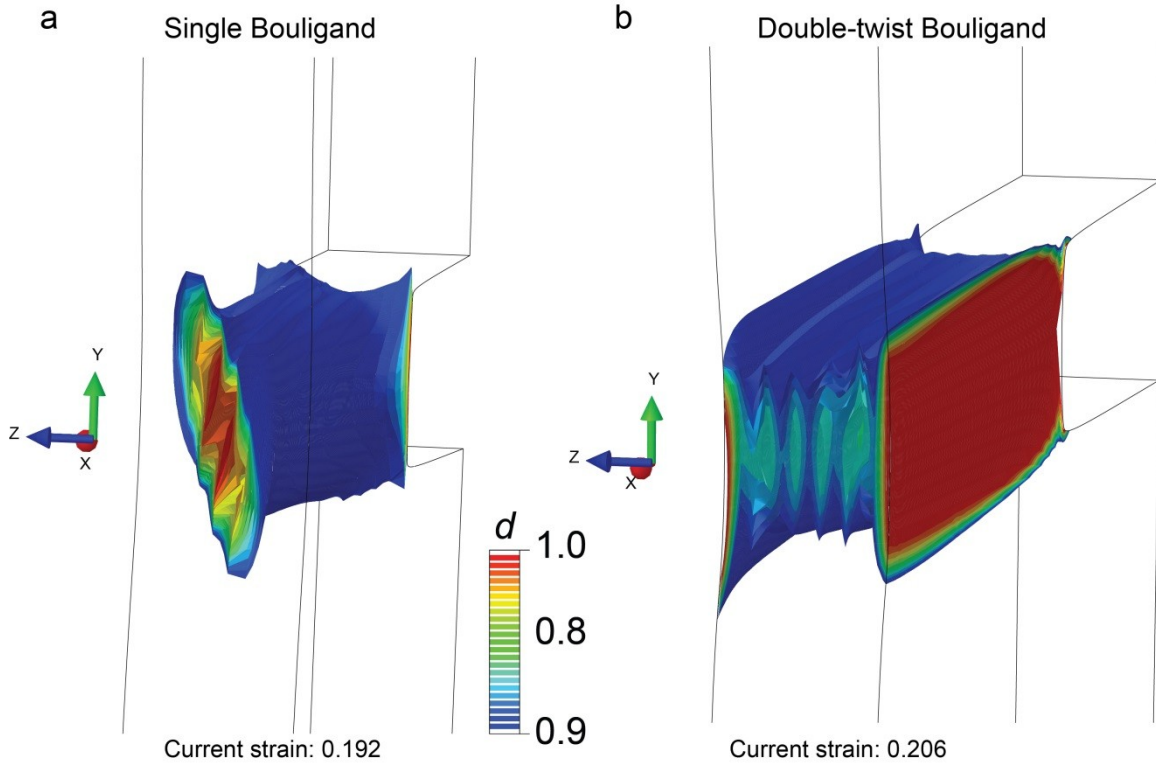 a
Single Bouligand
b
Double-twist Bouligand
Y
Z
X
Y
Z
X
d
1.0
0.8
0.9
Current strain: 0.192
Current strain: 0.206